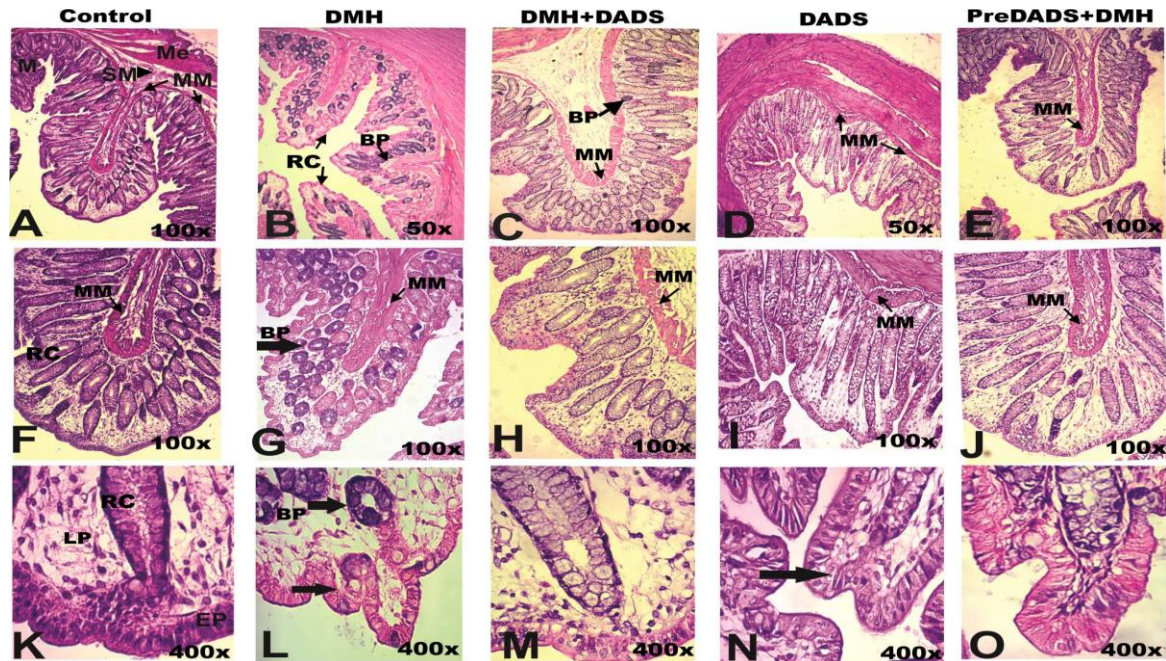 Control DMH DMH+DADS DADS PreDADS+DMH
M Me SM MM A 100x
RC BP B 50x
BP MM C 100x
MM D 50x
MM E 100x
MM RC F 100x
MM BP G 100x
MM H 100x
MM I 100x
MM J 100x
RC LP EP K 400x
BP L 400x
M 400x
N 400x
O 400x